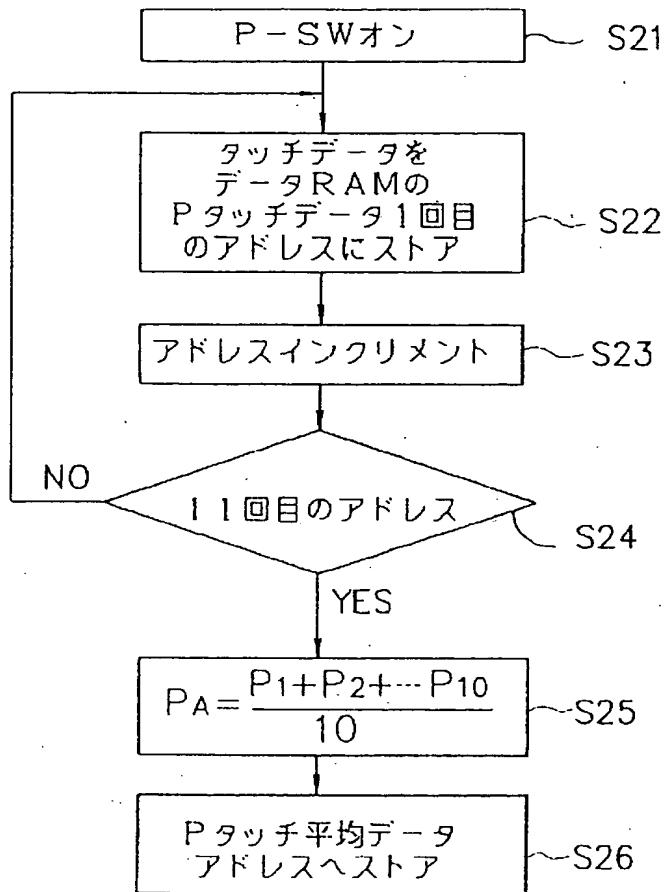 P-SWオン
S21
タッチデータを
データRAMの
Pタッチデータ1回目
のアドレスにストア
S22
アドレスインクリメント
S23
NO
11回目のアドレス
S24
YES
PA=P1+P2+…P10/10
S25
Pタッチ平均データ
アドレスへストア
S26